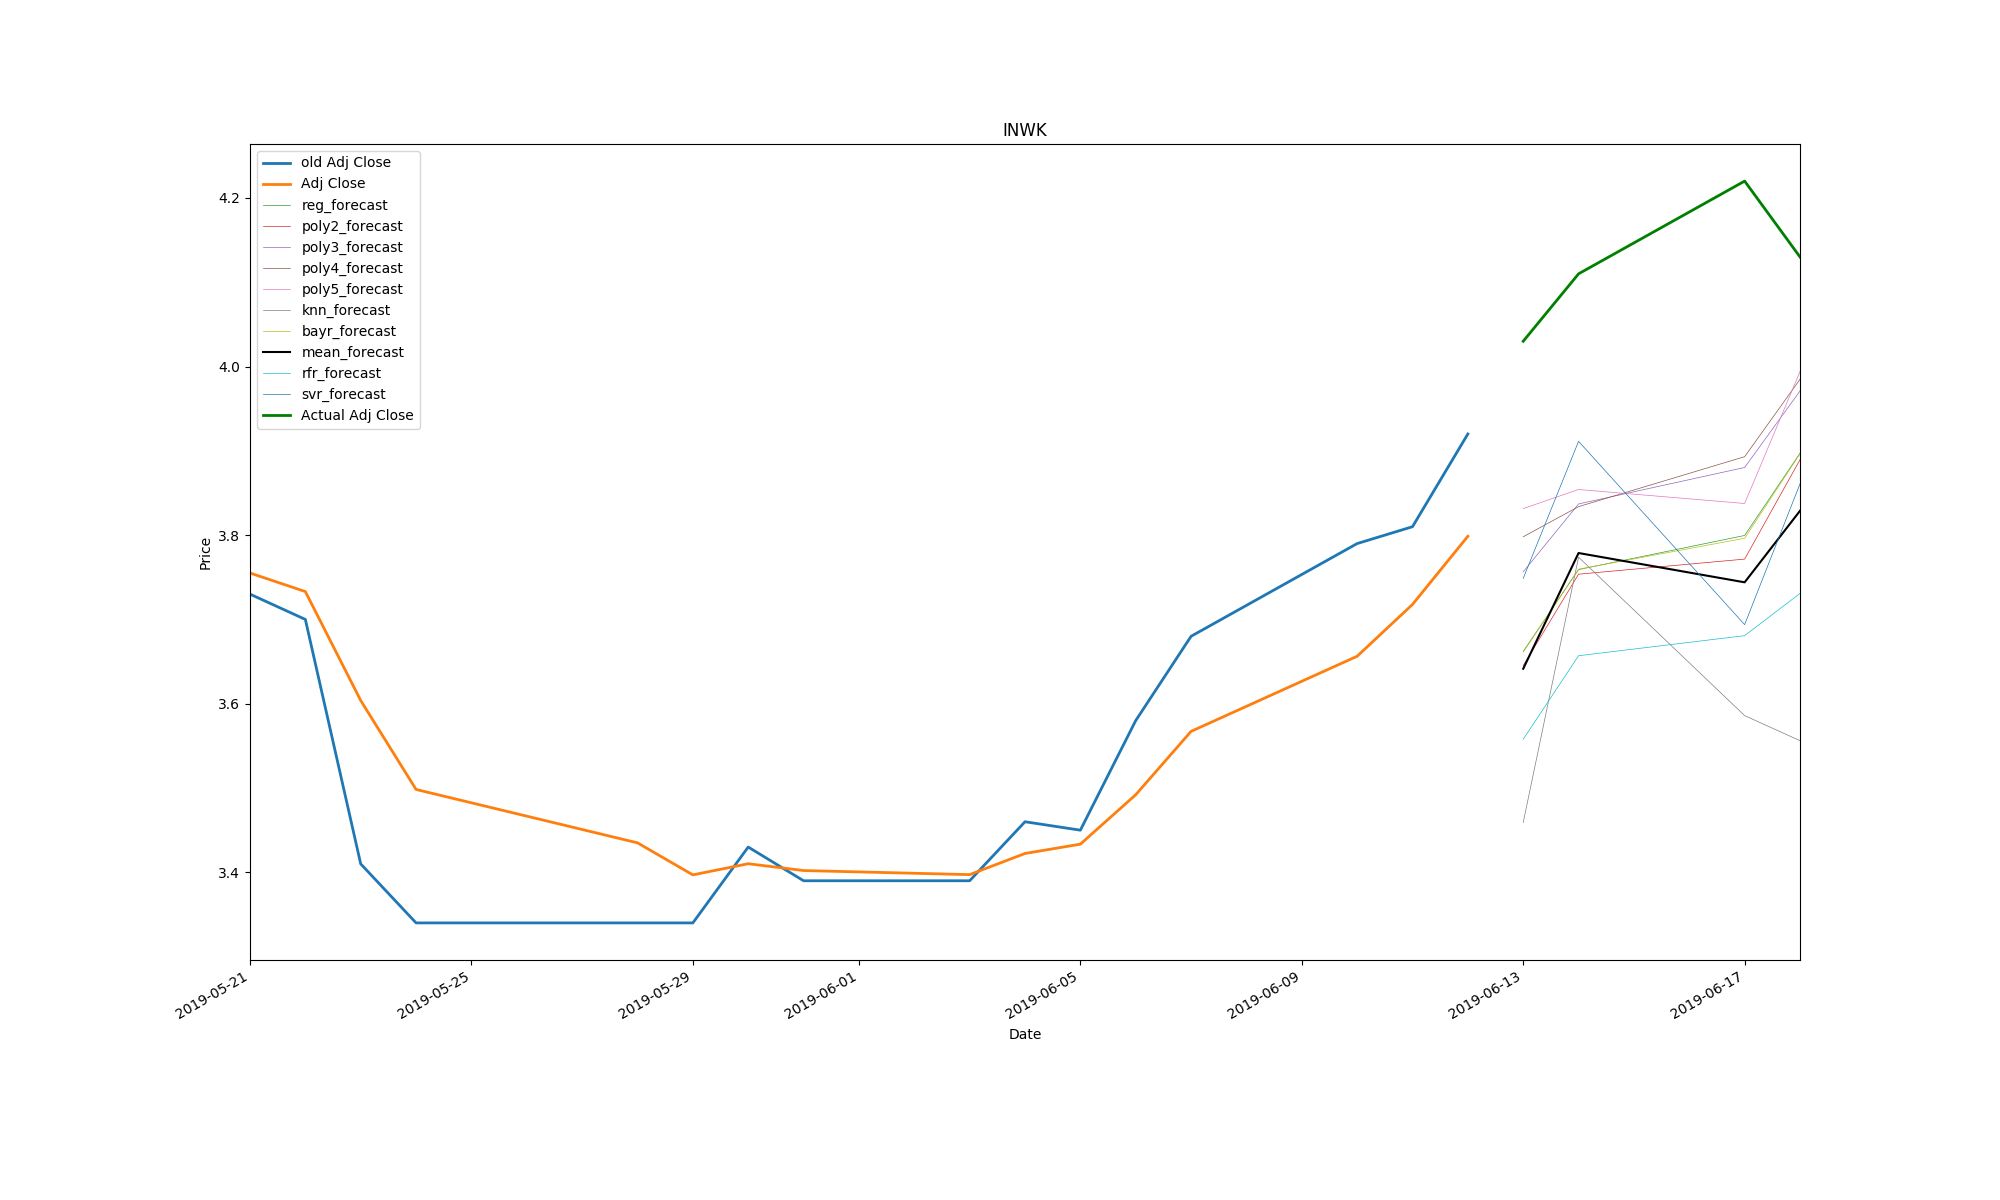 INWK
old Adj Close
Adj Close
reg_forecast
poly2_forecast
poly3_forecast
poly4_forecast
poly5_forecast
knn_forecast
bayr_forecast
mean_forecast
rfr_forecast
svr_forecast
Actual Adj Close
4.2
4.0
3.8
3.6
3.4
Price
2019-05-21
2019-05-25
2019-05-29
2019-06-01
2019-06-05
2019-06-09
2019-06-13
2019-06-17
Date